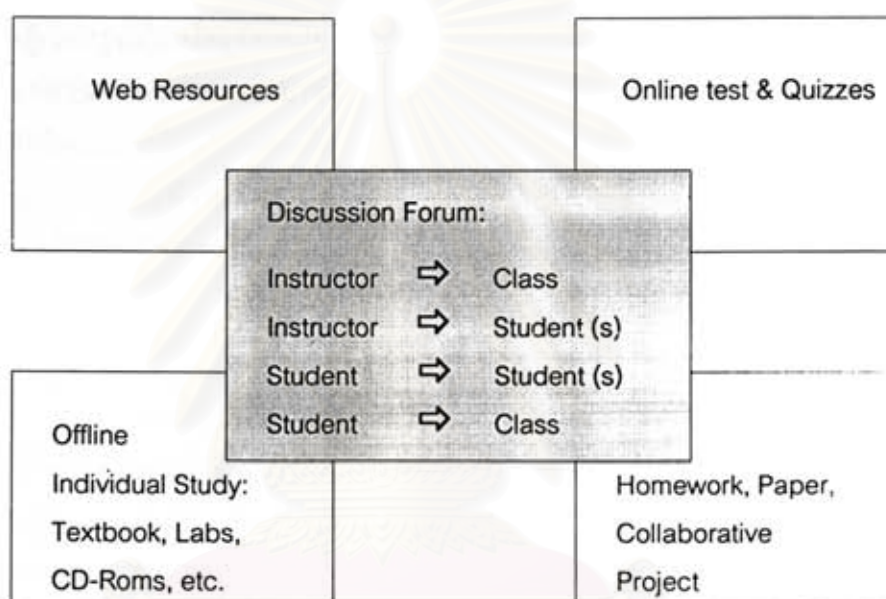 Web Resources
Online test & Quizzes
Discussion Forum:
Instructor ⇨ Class
Instructor ⇨ Student (s)
Student ⇨ Student (s)
Student ⇨ Class
Offline
Individual Study:
Textbook, Labs,
CD-Roms, etc.
Homework, Paper,
Collaborative
Project